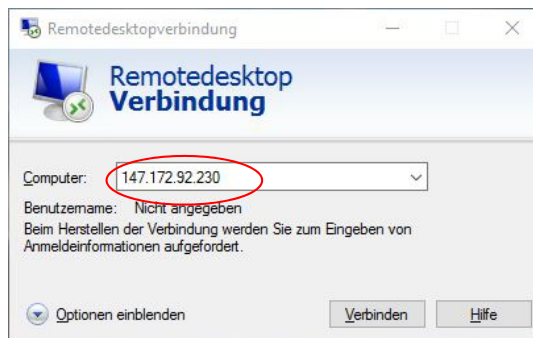 Remotedesktopverbindung
Remotedesktop
Verbindung
Computer: 147.172.92.230
Benutzername: Nicht angegeben
Beim Herstellen der Verbindung werden Sie zum Eingeben von
Anmeldeinformationen aufgefordert.
Optionen einblenden Verbinden Hilfe